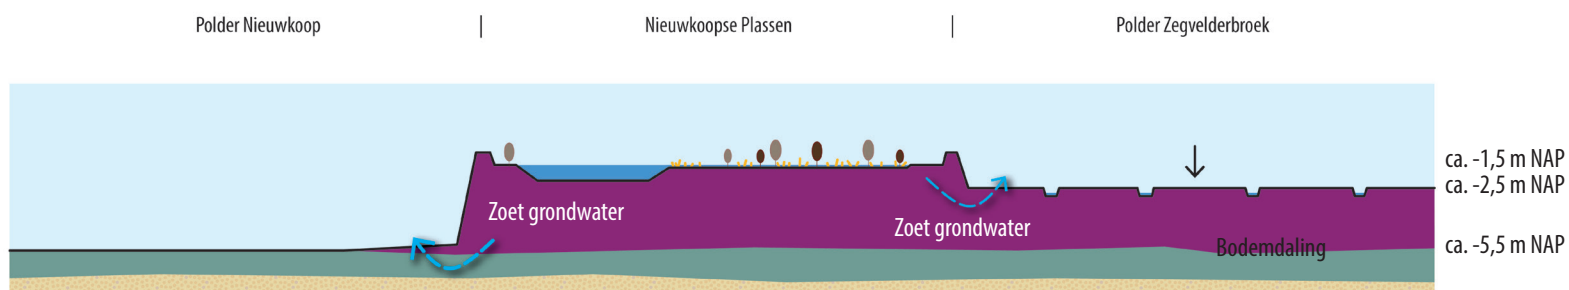 Polder Nieuwkoop | Nieuwkoopse Plassen | Polder Zegvelderbroek
ca. -1,5 m NAP
ca. -2,5 m NAP
Zoet grondwater
Zoet grondwater
Bodemdaling
ca. -5,5 m NAP